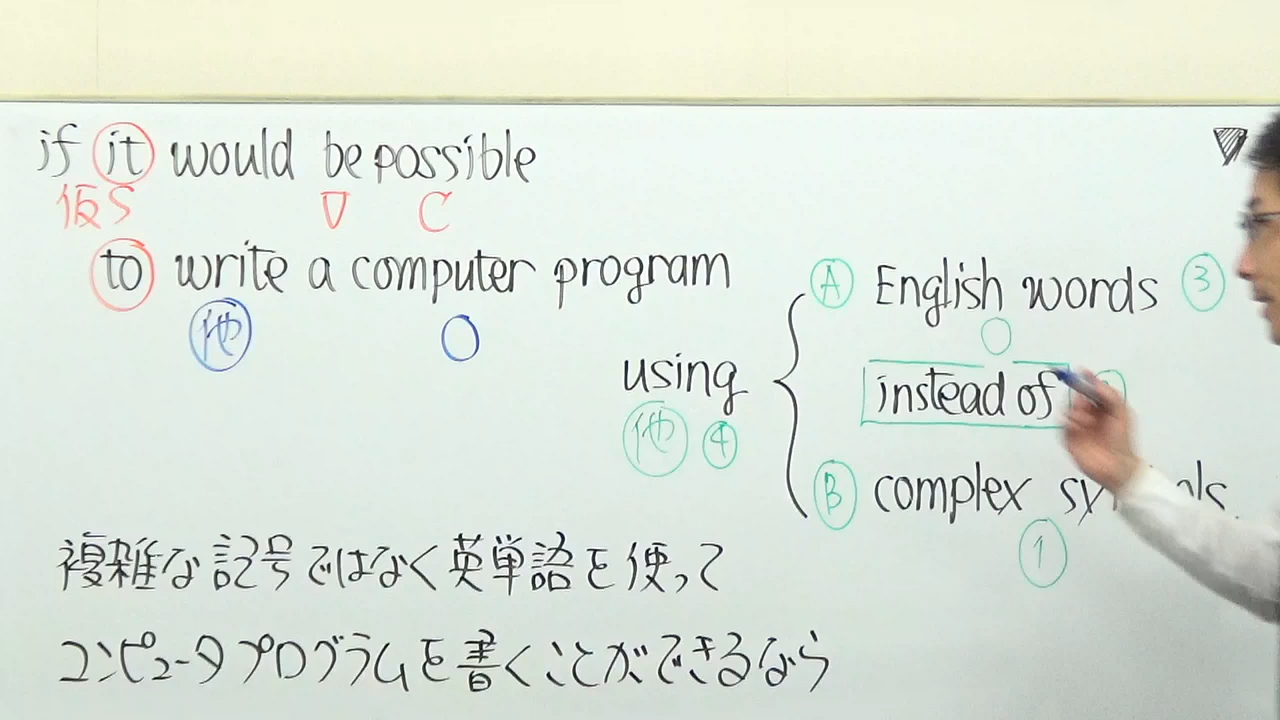 if it would be possible
仮S V C
to write a computer program
他 O
A English words 3
O
using
instead of
他 4
B complex
1
複雑な記号ではなく英単語を使って
コンピュータプログラムを書くことができるなら